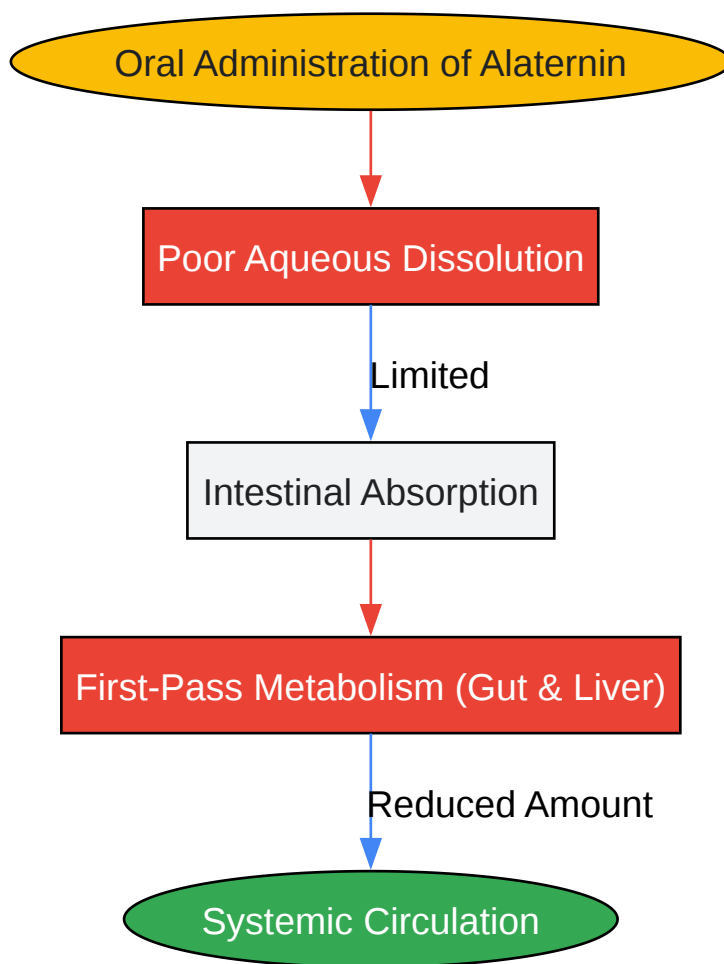 Oral Administration of Alaternin
Poor Aqueous Dissolution
Limited
Intestinal Absorption
First-Pass Metabolism (Gut & Liver)
Reduced Amount
Systemic Circulation